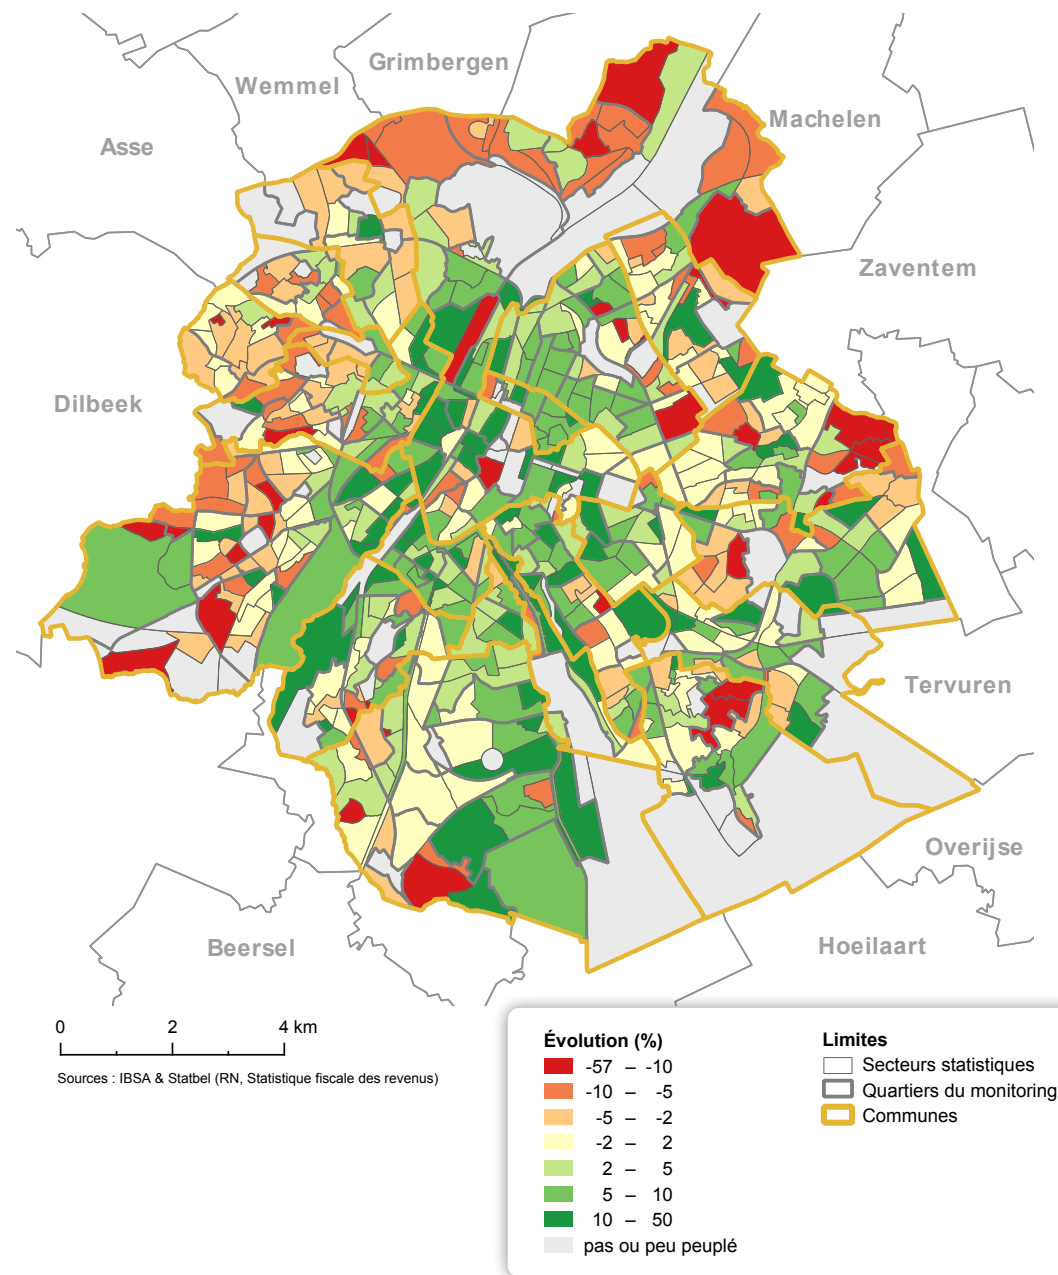 Grimbergen
Wemmel
Machelen
Asse
Zaventem
Dilbeek
Tervuren
Overijse
Beersel
Hoeilaart
0 2 4 km
Sources : IBSA & Statbel (RN, Statistique fiscale des revenus)
Évolution (%)
-57 – -10
-10 – -5
-5 – -2
-2 – 2
2 – 5
5 – 10
10 – 50
pas ou peu peuplé
Limites
Secteurs statistiques
Quartiers du monitoring
Communes